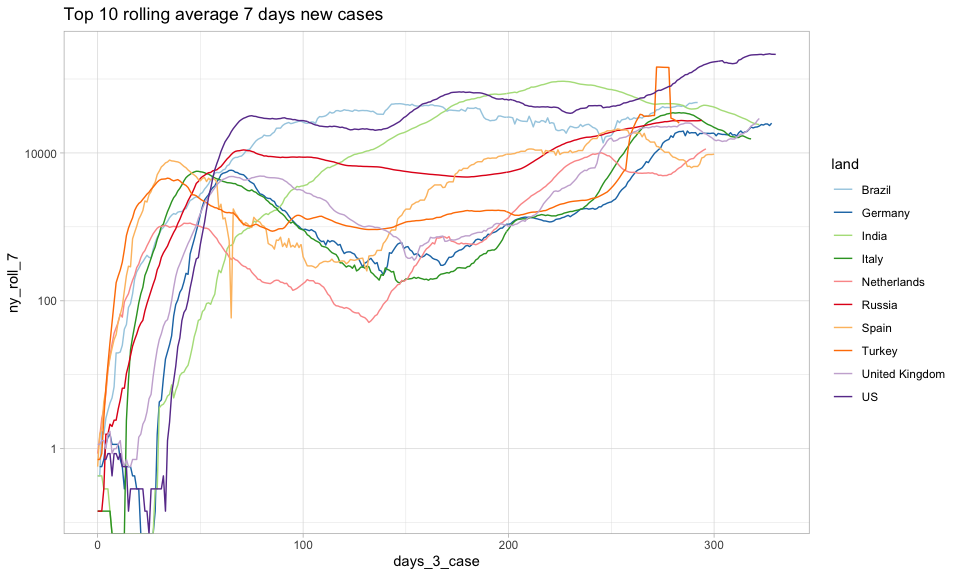 Top 10 rolling average 7 days new cases
ny_roll_7
10000
100
1
0
100
200
300
days_3_case
land
Brazil
Germany
India
Italy
Netherlands
Russia
Spain
Turkey
United Kingdom
US